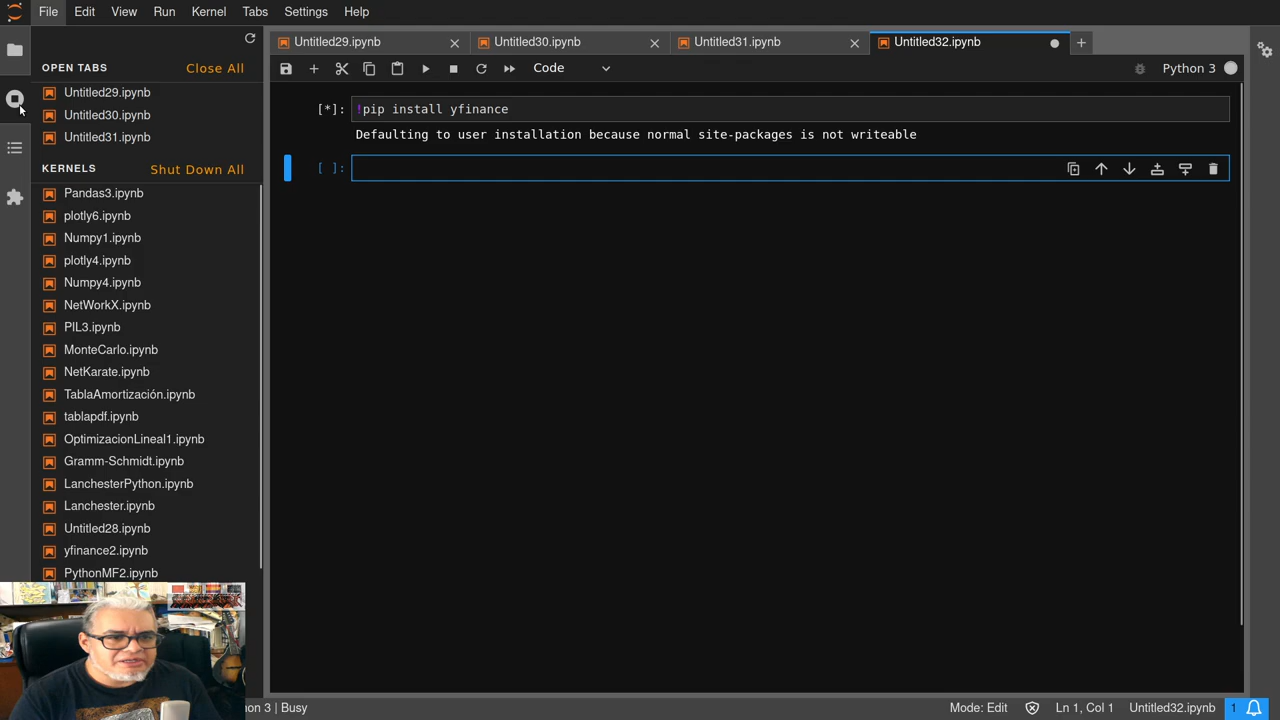 File Edit View Run Kernel Tabs Settings Help
OPEN TABS Close All
Untitled29.ipynb
Untitled30.ipynb
Untitled31.ipynb
KERNELS Shut Down All
Pandas3.ipynb
plotly6.ipynb
Numpy1.ipynb
plotly4.ipynb
Numpy4.ipynb
NetWorkX.ipynb
PIL3.ipynb
MonteCarlo.ipynb
NetKarate.ipynb
TablaAmortización.ipynb
tablapdf.ipynb
OptimizacionLineal1.ipynb
Gramm-Schmidt.ipynb
LanchesterPython.ipynb
Lanchester.ipynb
Untitled28.ipynb
yfinance2.ipynb
PythonMF2.ipynb
Untitled29.ipynb Untitled30.ipynb Untitled31.ipynb Untitled32.ipynb
Code Python 3
[*]: !pip install yfinance
Defaulting to user installation because normal site-packages is not writeable
[ ]:
on 3 | Busy Mode: Edit Ln 1, Col 1 Untitled32.ipynb 1